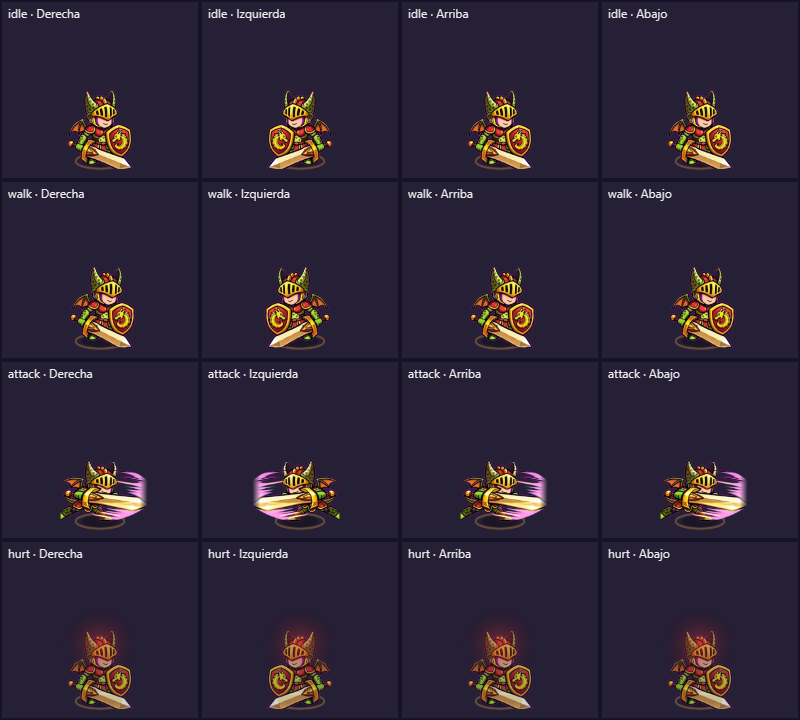 idle · Derecha
idle · Izquierda
idle · Arriba
idle · Abajo
walk · Derecha
walk · Izquierda
walk · Arriba
walk · Abajo
attack · Derecha
attack · Izquierda
attack · Arriba
attack · Abajo
hurt · Derecha
hurt · Izquierda
hurt · Arriba
hurt · Abajo